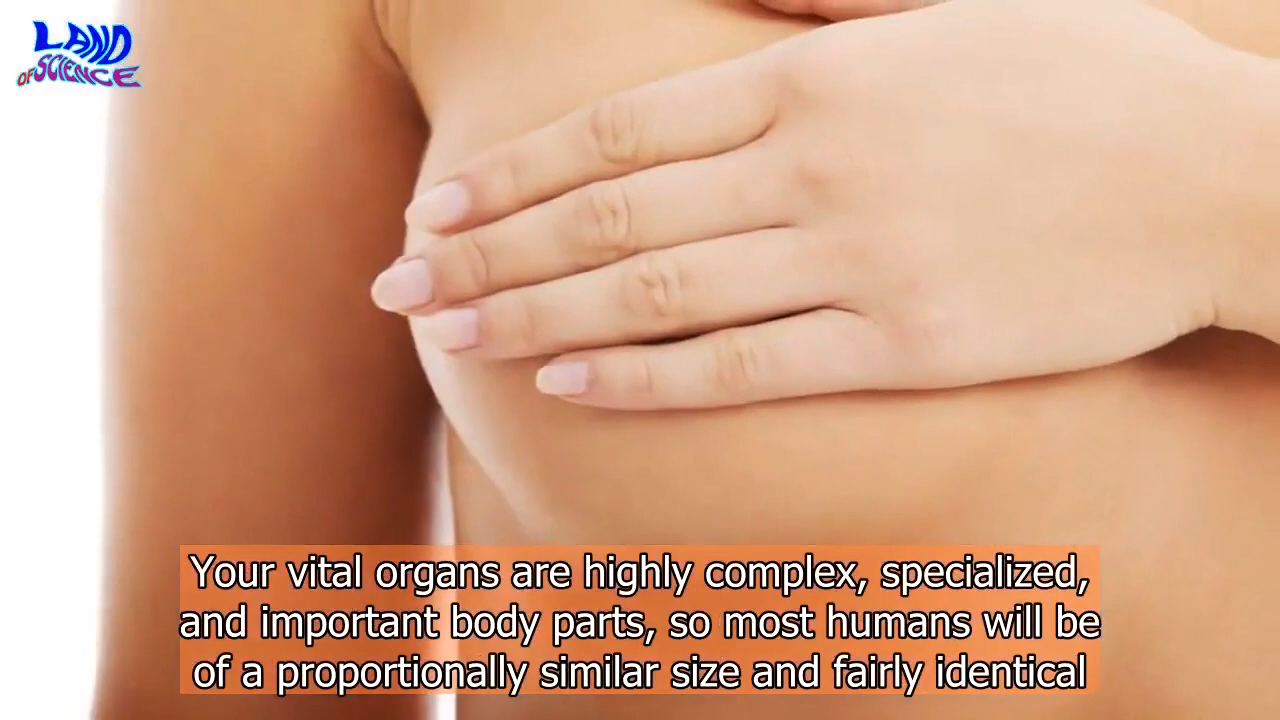 LAND
OF SCIENCE
Your vital organs are highly complex, specialized,
and important body parts, so most humans will be
of a proportionally similar size and fairly identical